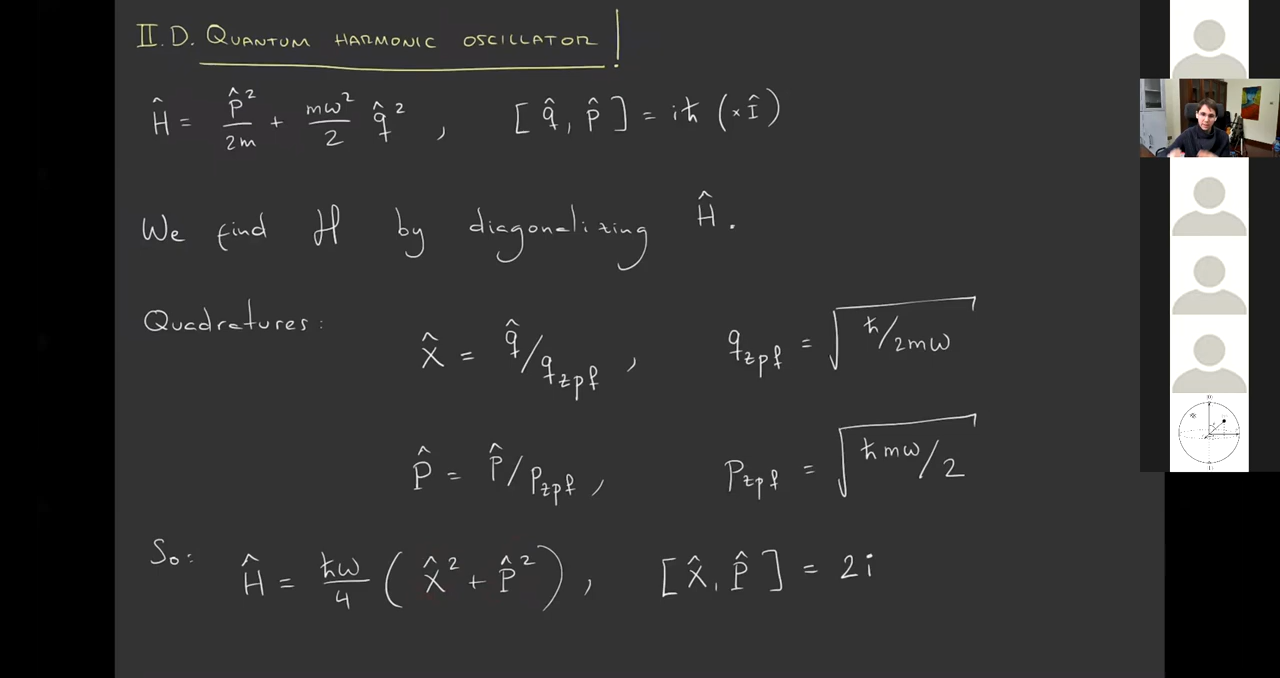 II.D. QUANTUM HARMONIC OSCILLATOR!
Ĥ = p̂²/2m + mω²/2 q̂² , [q̂, p̂] = iħ (×Î)
We find ℋ by diagonalizing Ĥ.
Quadratures:
X̂ = q̂/q_zpf , q_zpf = √(ħ/2mω)
P̂ = p̂/p_zpf , p_zpf = √(ħmω/2)
So: Ĥ = ħω/4 (X̂² + P̂²) , [X̂, P̂] = 2i